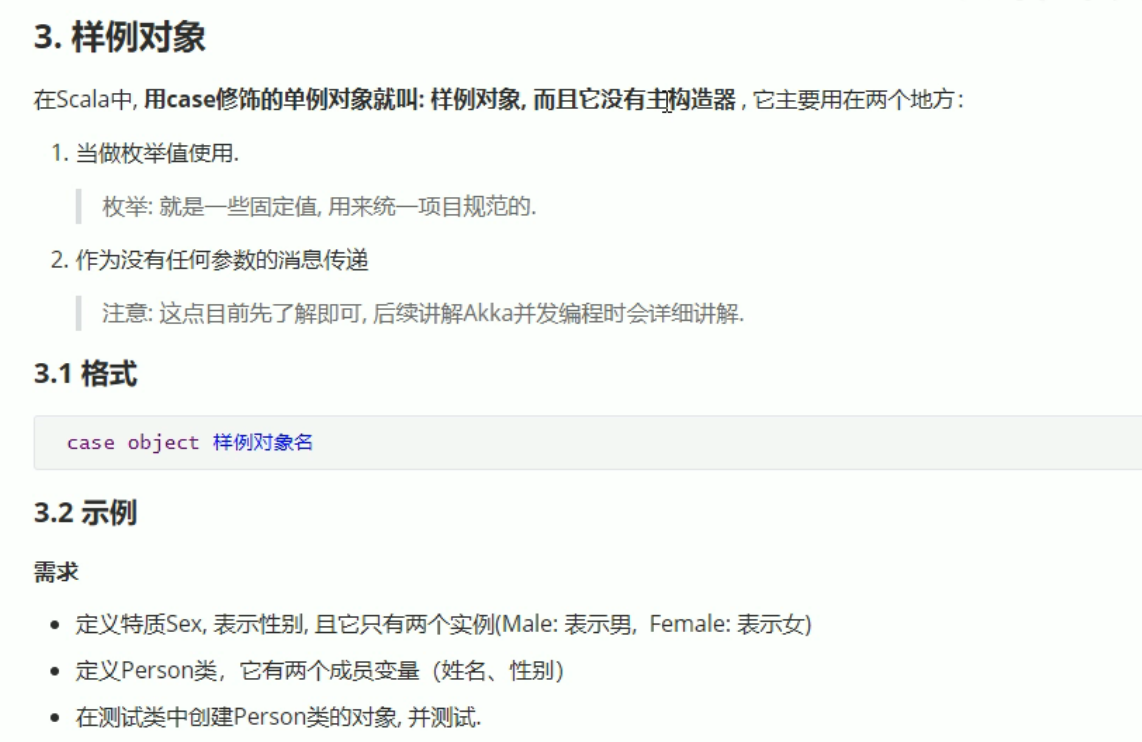 3. 样例对象
在Scala中, 用case修饰的单例对象就叫: 样例对象, 而且它没有主构造器 , 它主要用在两个地方:
1. 当做枚举值使用.
枚举: 就是一些固定值, 用来统一项目规范的.
2. 作为没有任何参数的消息传递
注意: 这点目前先了解即可, 后续讲解Akka并发编程时会详细讲解.
3.1 格式
case object 样例对象名
3.2 示例
需求
• 定义特质Sex, 表示性别, 且它只有两个实例(Male: 表示男, Female: 表示女)
• 定义Person类，它有两个成员变量（姓名、性别）
• 在测试类中创建Person类的对象, 并测试.